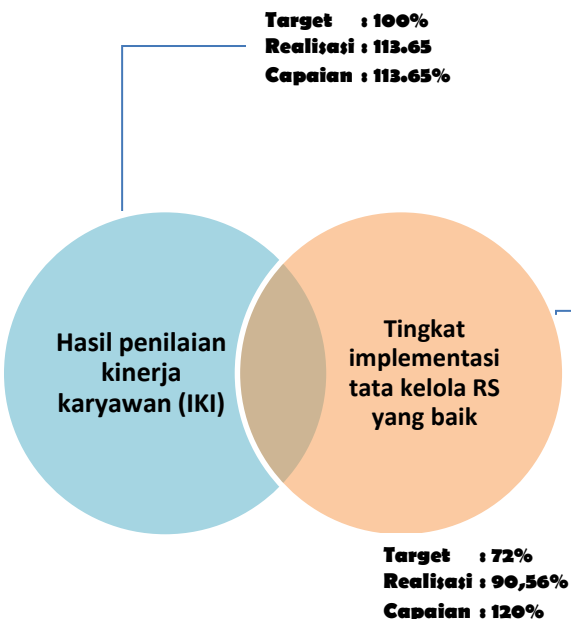 Target : 100%
Realisasi : 113.65
Capaian : 113.65%
Hasil penilaian
kinerja
karyawan (IKI)
Tingkat
implementasi
tata kelola RS
yang baik
Target : 72%
Realisasi : 90,56%
Capaian : 120%